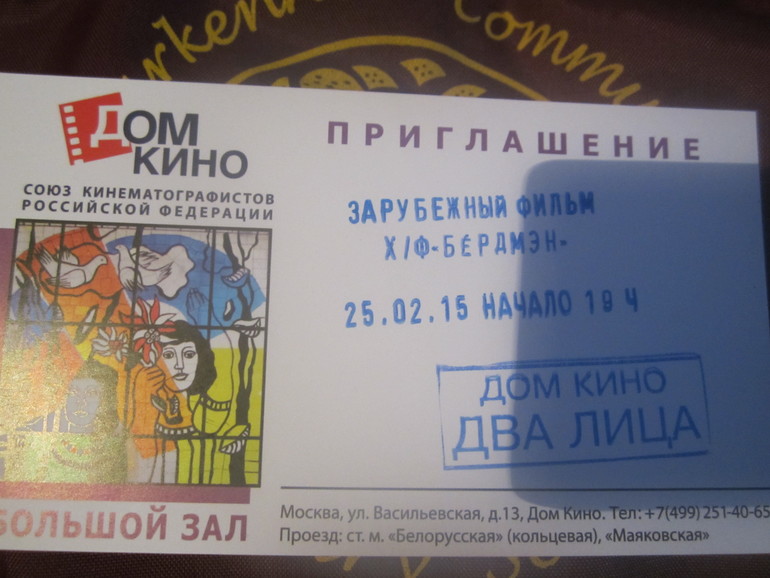 Commu
ДОМ
КИНО
СОЮЗ КИНЕМАТОГРАФИСТОВ
РОССИЙСКОЙ ФЕДЕРАЦИИ
БОЛЬШОЙ ЗАЛ
ПРИГЛАШЕНИЕ
ЗАРУБЕЖНЫЙ ФИЛЬМ
Х/Ф-БЕРДМЭН-
25.02.15 НАЧАЛО 19 Ч
ДОМ КИНО
ДВА ЛИЦА
Москва, ул. Васильевская, д.13, Дом Кино. Тел: +7(499) 251-40-65
Проезд: ст. м. «Белорусская» (кольцевая), «Маяковская»